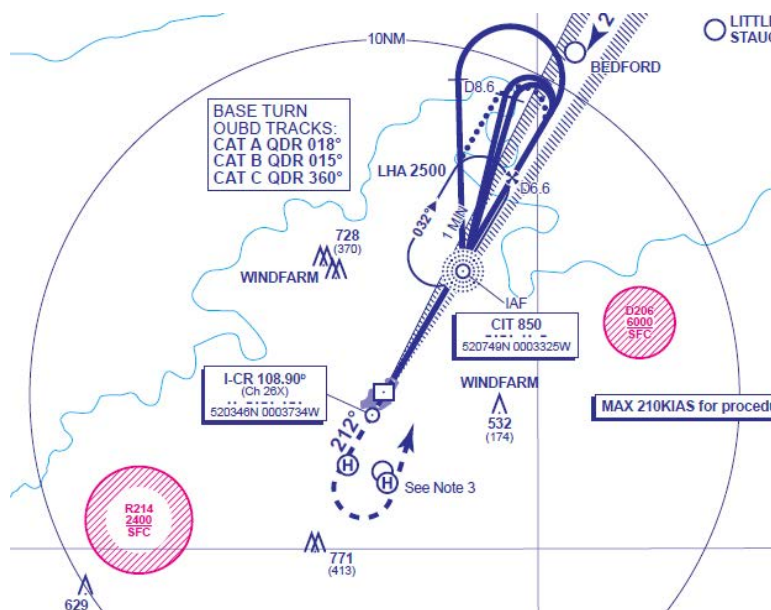 LITTLE
STAUG
2
10NM
BEDFORD
D8.6
BASE TURN
OUBD TRACKS:
CAT A QDR 018°
CAT B QDR 015°
CAT C QDR 360°
LHA 2500
D6.6
032°
1 MIN
728
(370)
WINDFARM
IAF
CIT 850
520749N 0003325W
D206
6000
SFC
I-CR 108.90ᴰ
(Ch 26X)
520346N 0003734W
WINDFARM
532
(174)
MAX 210KIAS for proced
212°
H
H
See Note 3
R214
2400
SFC
771
(413)
629